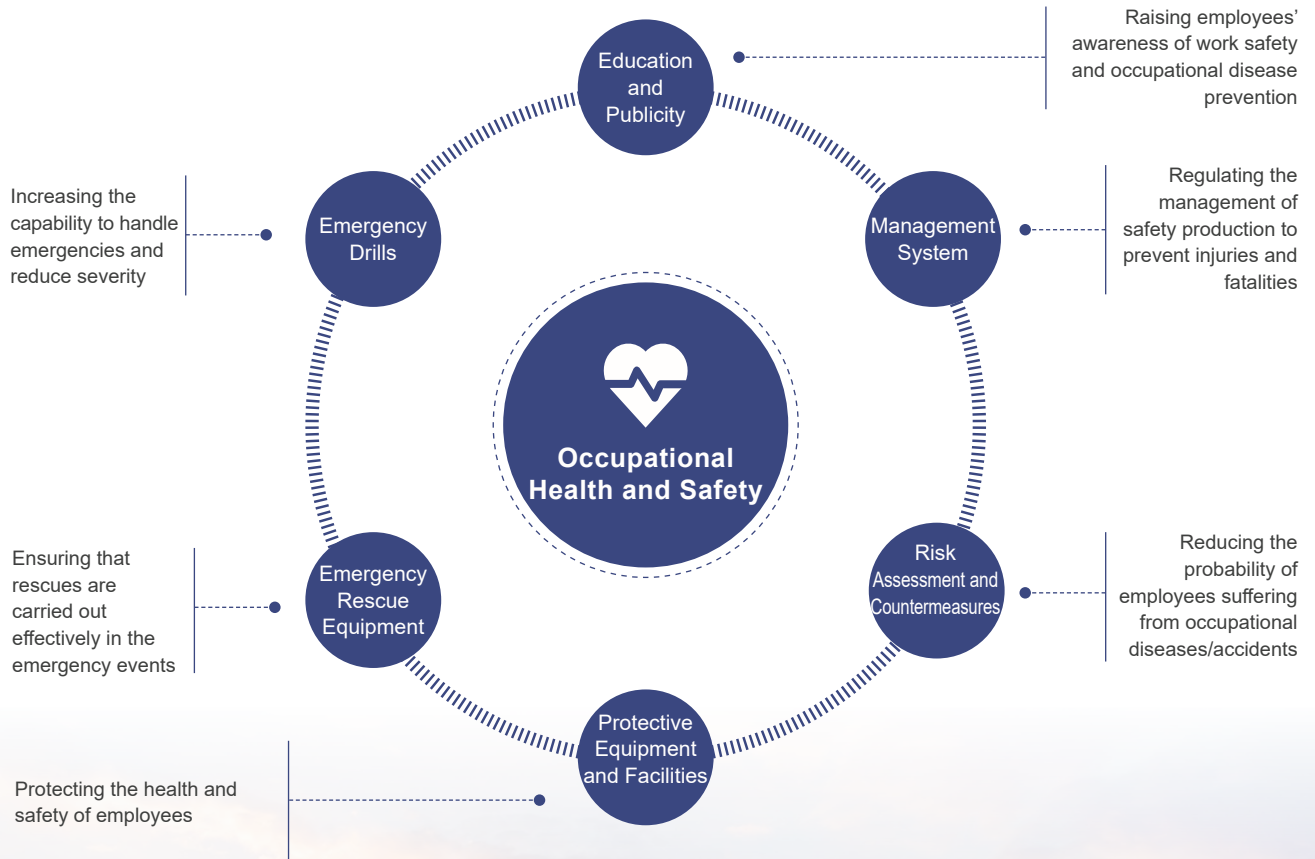 Education
and
Publicity
Raising employees’
awareness of work safety
and occupational disease
prevention
Management
System
Regulating the
management of
safety production to
prevent injuries and
fatalities
Risk
Assessment and
Countermeasures
Reducing the
probability of
employees suffering
from occupational
diseases/accidents
Protective
Equipment
and Facilities
Protecting the health and
safety of employees
Emergency
Rescue
Equipment
Ensuring that
rescues are
carried out
effectively in the
emergency events
Emergency
Drills
Increasing the
capability to handle
emergencies and
reduce severity
Occupational
Health and Safety